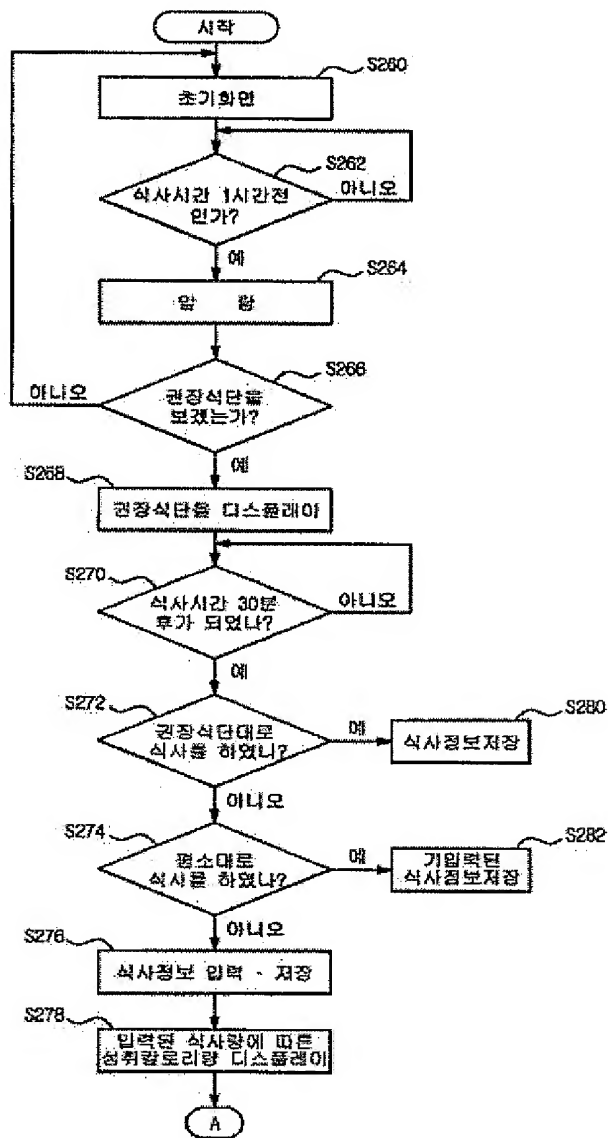 시작
S260
초기화면
S262
식사시간 1시간전
인가?
아니오
예
S264
알 람
S266
권장식단을
보겠는가?
아니오
예
S268
권장식단을 디스플레이
S270
식사시간 30분
후가 되었나?
아니오
예
S272
권장식단대로
식사를 하였니?
예
S280
식사정보저장
아니오
S274
평소대로
식사를 하였나?
예
S282
기입력된
식사정보저장
아니오
S276
식사정보 입력 - 저장
S278
입력된 식사량에 따른
섭취칼로리량 디스플레이
A